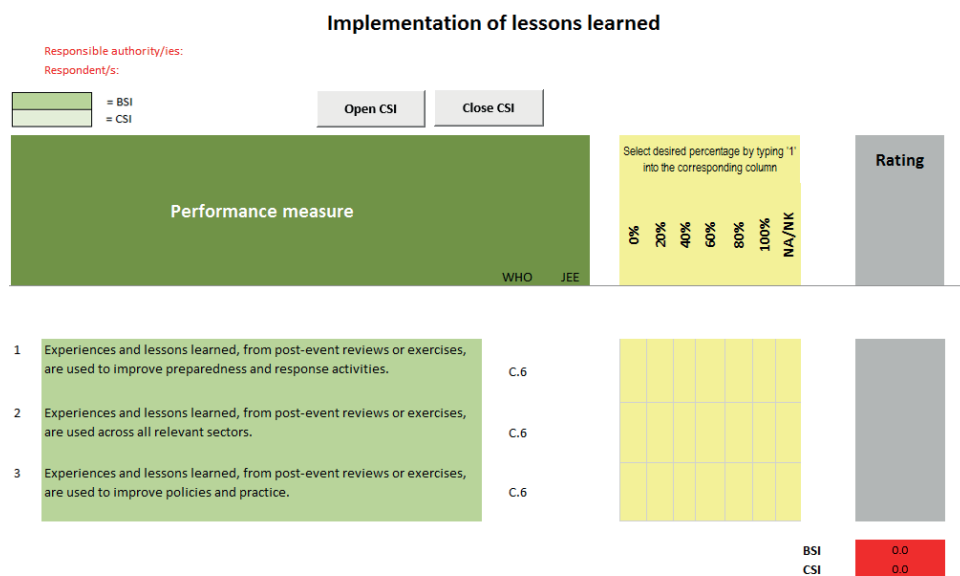 Implementation of lessons learned
Responsible authority/ies:
Respondent/s:
= BSI
= CSI
Open CSI
Close CSI
Performance measure
WHO JEE
Select desired percentage by typing '1'
into the corresponding column
0% 20% 40% 60% 80% 100% NA/NK
Rating
1 Experiences and lessons learned, from post-event reviews or exercises,
are used to improve preparedness and response activities.
C.6
2 Experiences and lessons learned, from post-event reviews or exercises,
are used across all relevant sectors.
C.6
3 Experiences and lessons learned, from post-event reviews or exercises,
are used to improve policies and practice.
C.6
BSI 0.0
CSI 0.0